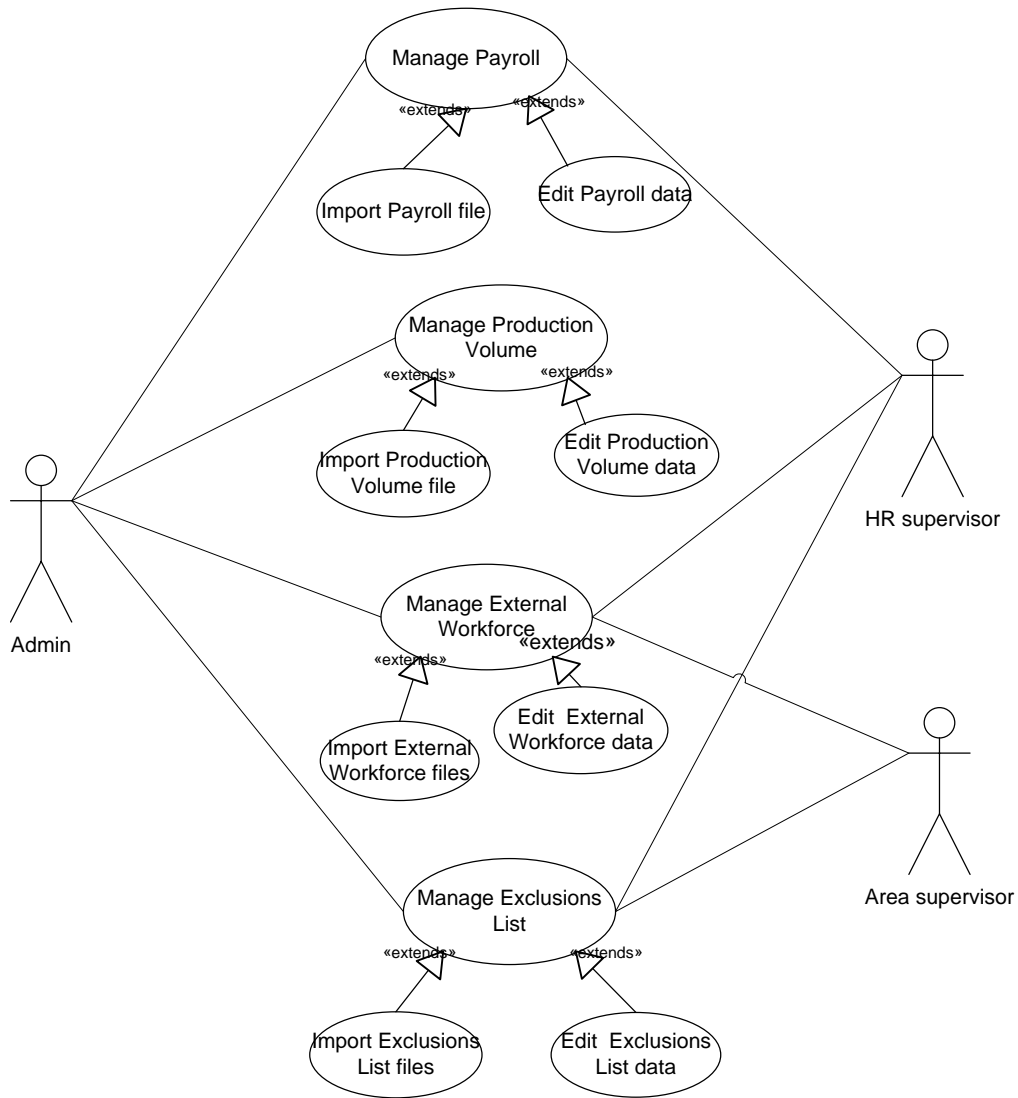 Manage Payroll
«extends»
«extends»
Import Payroll file
Edit Payroll data
Manage Production
Volume
«extends»
«extends»
Import Production
Volume file
Edit Production
Volume data
HR supervisor
Admin
Manage External
Workforce
«extends»
«extends»
Import External
Workforce files
Edit External
Workforce data
Area supervisor
Manage Exclusions
List
«extends»
«extends»
Import Exclusions
List files
Edit Exclusions
List data